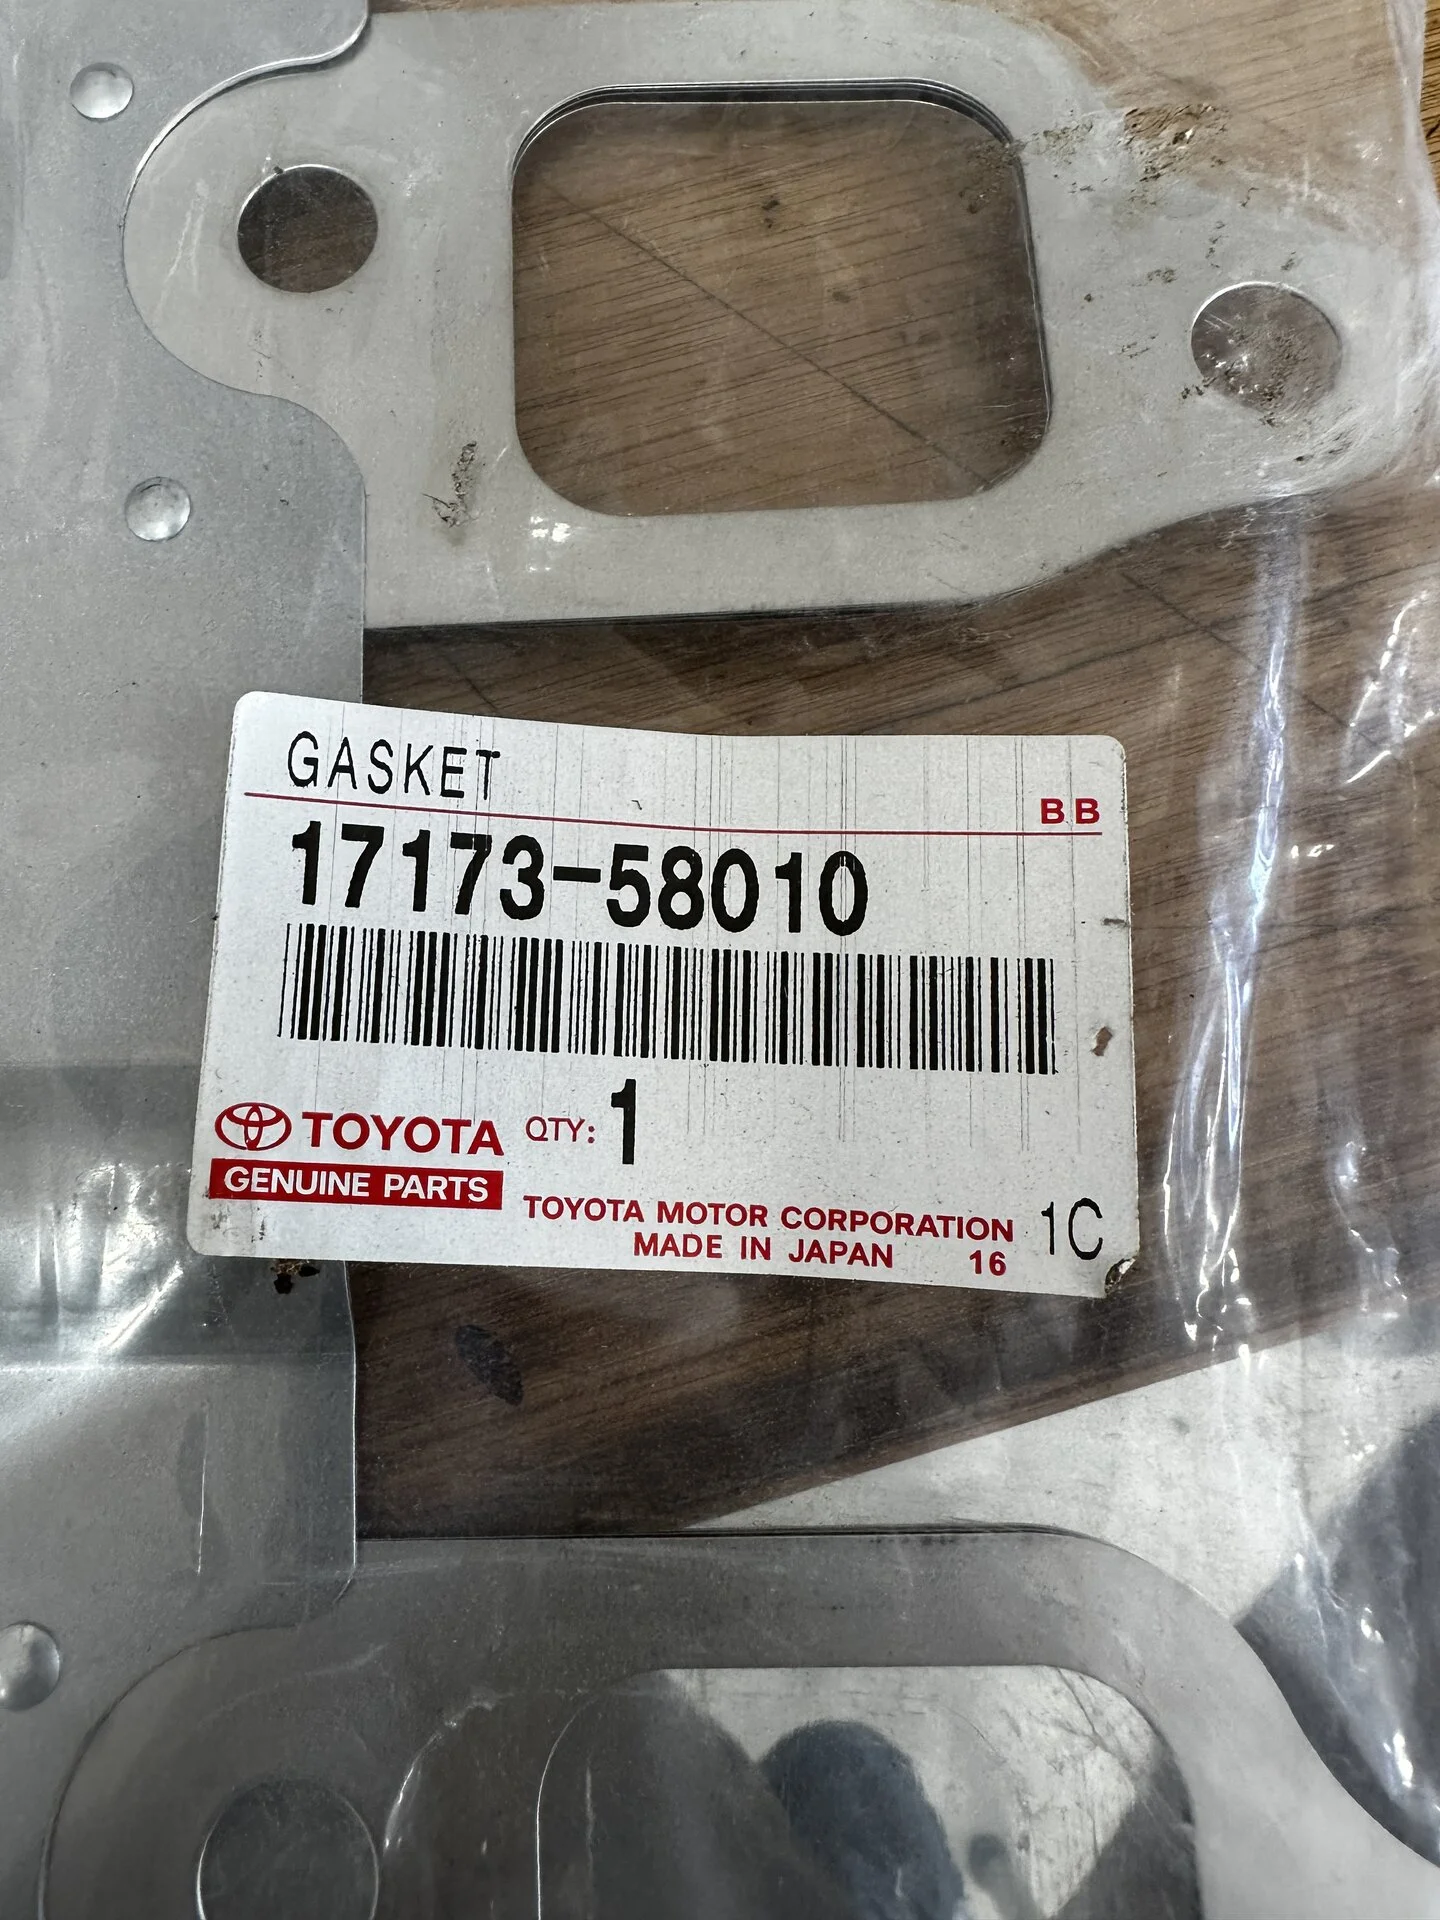 GASKET
BB
17173-58010
TOYOTA QTY: 1
GENUINE PARTS
TOYOTA MOTOR CORPORATION 1C
MADE IN JAPAN 16